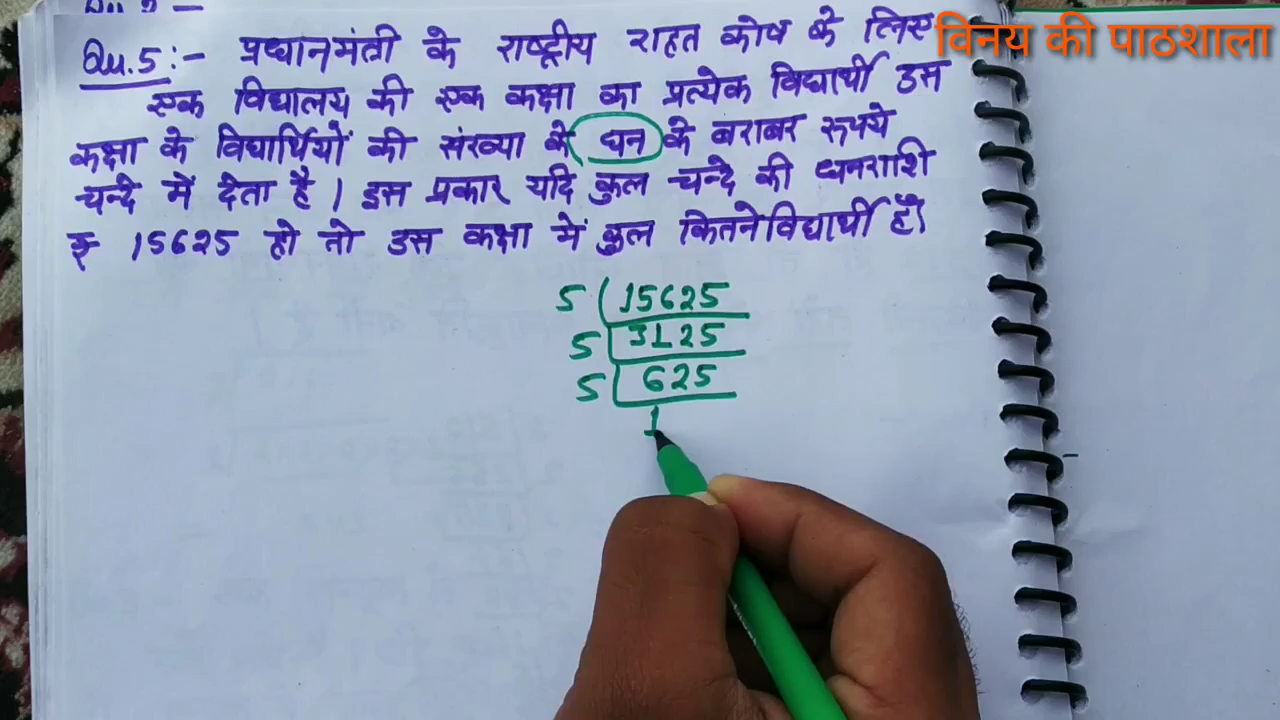 विनय की पाठशाला
Qu.5:- प्रधानमंत्री के राष्ट्रीय राहत कोष के लिए
एक विद्यालय की एक कक्षा का प्रत्येक विद्यार्थी उस
कक्षा के विद्यार्थियों की संख्या के घन के बराबर रूपये
चन्दे में देता है। इस प्रकार यदि कुल चन्दे की धनराशि
रू 15625 हो तो उस कक्षा में कुल कितने विद्यार्थी हैं।
5 15625
5 3125
5 625
1